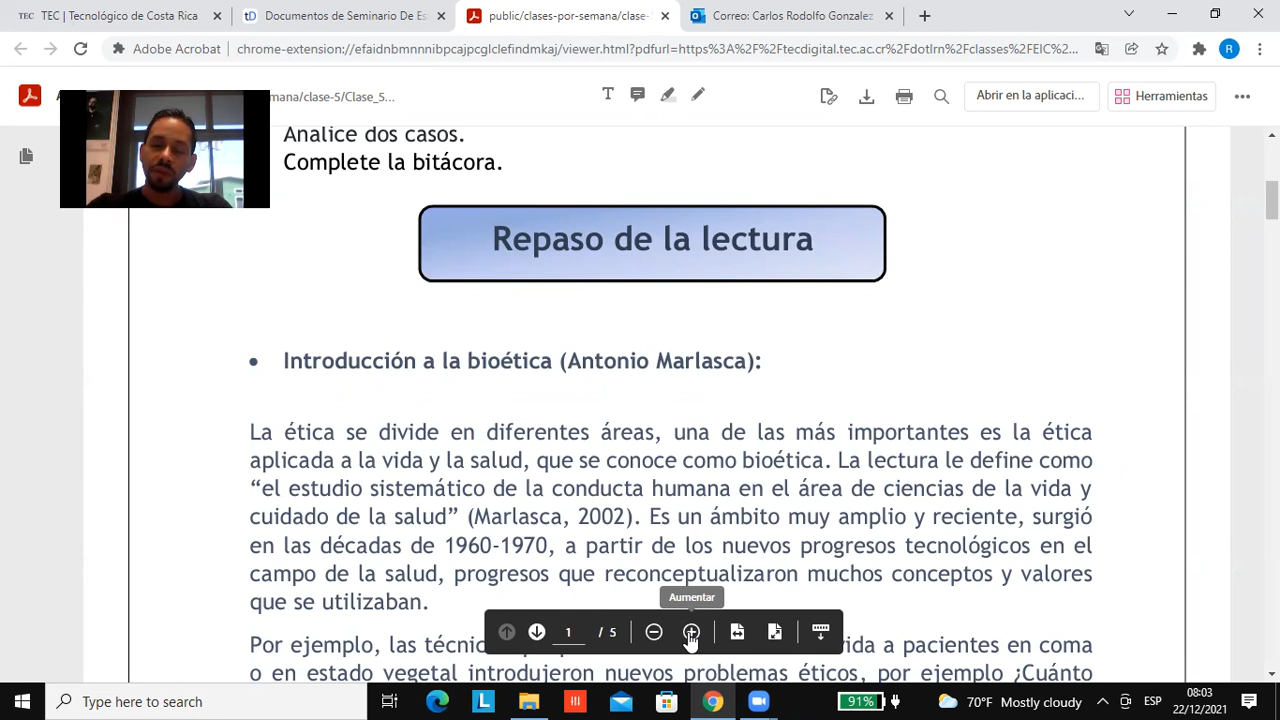 TEC | Tecnológico de Costa Rica
Documentos de Seminario De Es
public/clases-por-semana/clase-
Correo: Carlos Rodolfo Gonzalez
Adobe Acrobat
chrome-extension://efaidnbmnnnibpcajpcglclefindmkaj/viewer.html?pdfurl=https%3A%2F%2Ftecdigital.tec.ac.cr%2Fdotlrn%2Fclasses%2FEIC%2...
R
mana/clase-5/Clase_5...
Abrir en la aplicaci...
Herramientas
Analice dos casos.
Complete la bitácora.
Repaso de la lectura
• Introducción a la bioética (Antonio Marlasca):
La ética se divide en diferentes áreas, una de las más importantes es la ética
aplicada a la vida y la salud, que se conoce como bioética. La lectura le define como
“el estudio sistemático de la conducta humana en el área de ciencias de la vida y
cuidado de la salud” (Marlasca, 2002). Es un ámbito muy amplio y reciente, surgió
en las décadas de 1960-1970, a partir de los nuevos progresos tecnológicos en el
campo de la salud, progresos que reconceptualizaron muchos conceptos y valores
que se utilizaban.
Aumentar
1 / 5
Por ejemplo, las técnic vida a pacientes en coma
o en estado vegetal introdujeron nuevos problemas éticos, por ejemplo ¿Cuánto
Type here to search
91%
70°F Mostly cloudy
ESP
08:03
22/12/2021